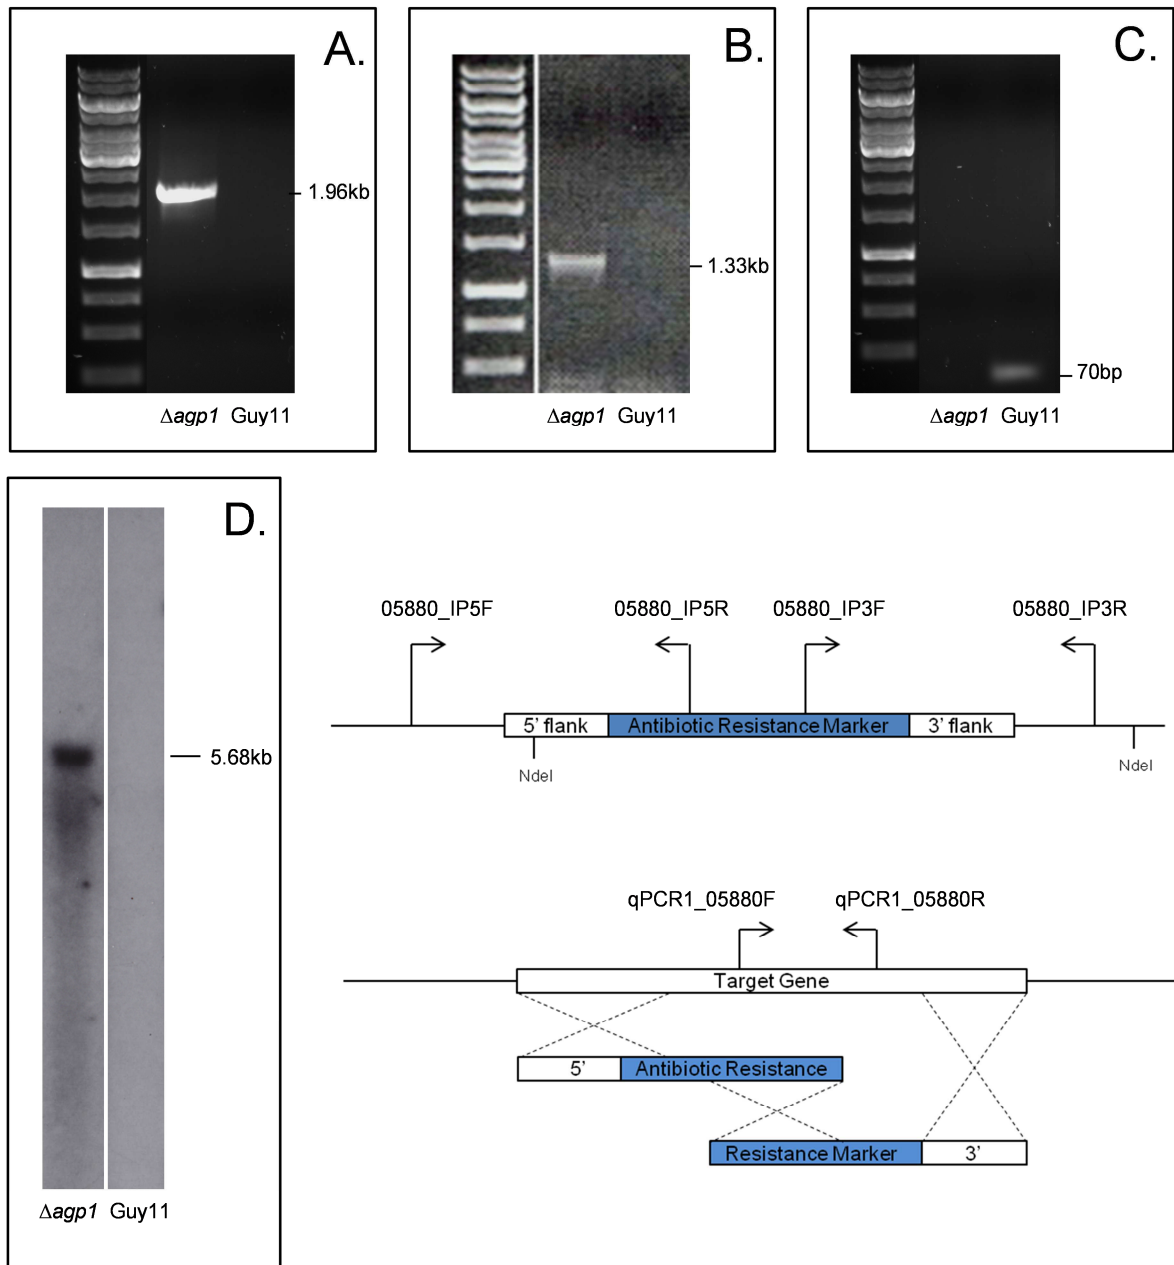 A.
1.96kb
Δagp1 Guy11
B.
1.33kb
Δagp1 Guy11
C.
70bp
Δagp1 Guy11
D.
5.68kb
Δagp1 Guy11
05880_IP5F
05880_IP5R
05880_IP3F
05880_IP3R
5' flank
Antibiotic Resistance Marker
3' flank
NdeI
NdeI
qPCR1_05880F
qPCR1_05880R
Target Gene
5'
Antibiotic Resistance
Resistance Marker
3'